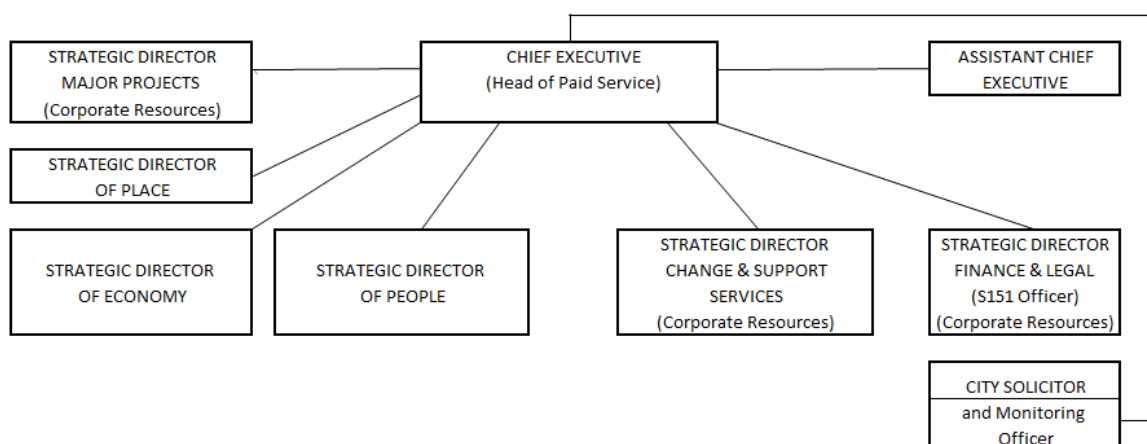 STRATEGIC DIRECTOR
MAJOR PROJECTS
(Corporate Resources)
CHIEF EXECUTIVE
(Head of Paid Service)
ASSISTANT CHIEF
EXECUTIVE
STRATEGIC DIRECTOR
OF PLACE
STRATEGIC DIRECTOR
OF ECONOMY
STRATEGIC DIRECTOR
OF PEOPLE
STRATEGIC DIRECTOR
CHANGE & SUPPORT
SERVICES
(Corporate Resources)
STRATEGIC DIRECTOR
FINANCE & LEGAL
(S151 Officer)
(Corporate Resources)
CITY SOLICITOR
and Monitoring
Officer